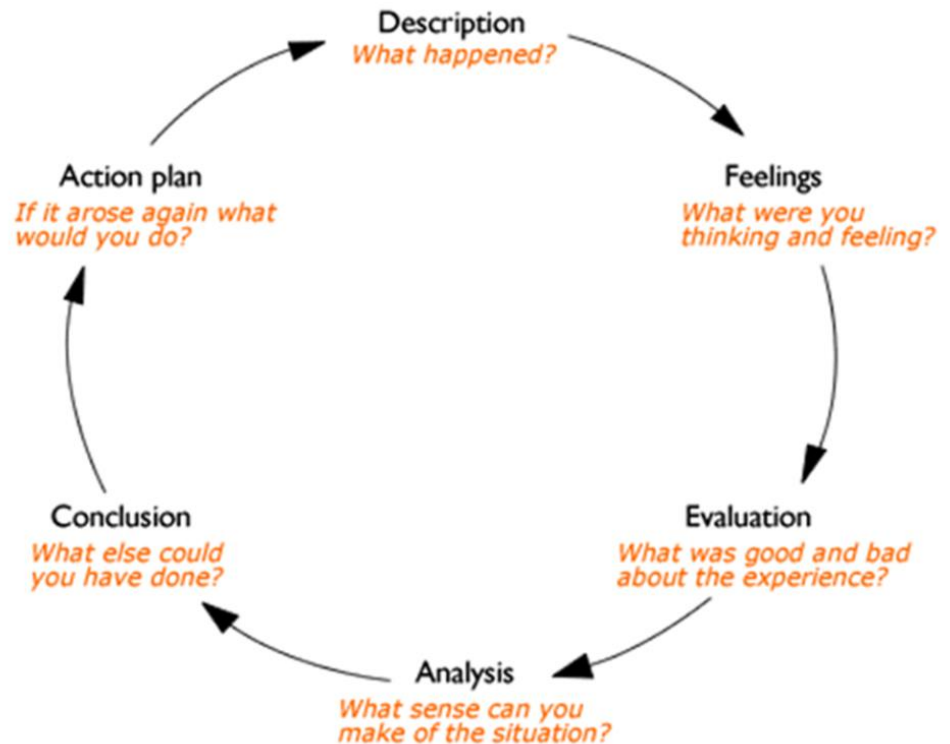 Description
What happened?
Feelings
What were you
thinking and feeling?
Evaluation
What was good and bad
about the experience?
Analysis
What sense can you
make of the situation?
Conclusion
What else could
you have done?
Action plan
If it arose again what
would you do?